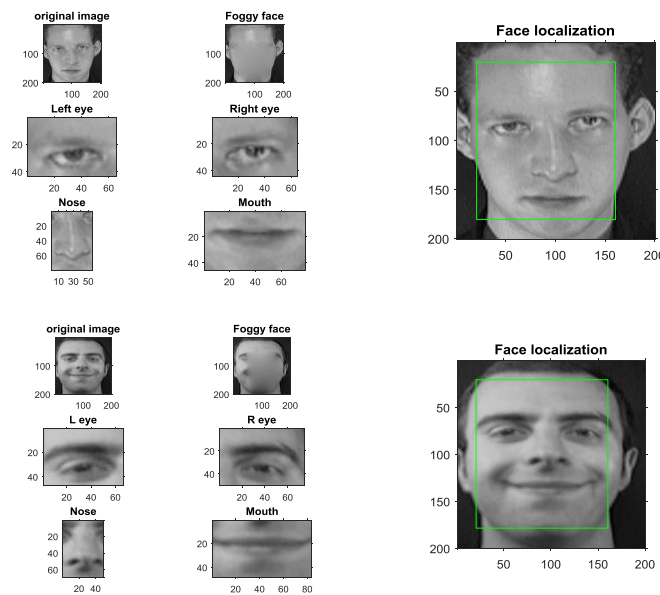 original image
100
200
100 200
Foggy face
100
200
100 200
Left eye
20
40
20 40 60
Right eye
20
40
20 40 60
Nose
20
40
60
10 30 50
Mouth
20
40
20 40 60
Face localization
50
100
150
200
50 100 150 20
original image
100
200
100 200
Foggy face
100
200
100 200
L eye
20
40
20 40 60
R eye
20
40
20 40 60
Nose
20
40
60
20 40
Mouth
20
40
20 40 60 80
Face localization
50
100
150
200
50 100 150 200